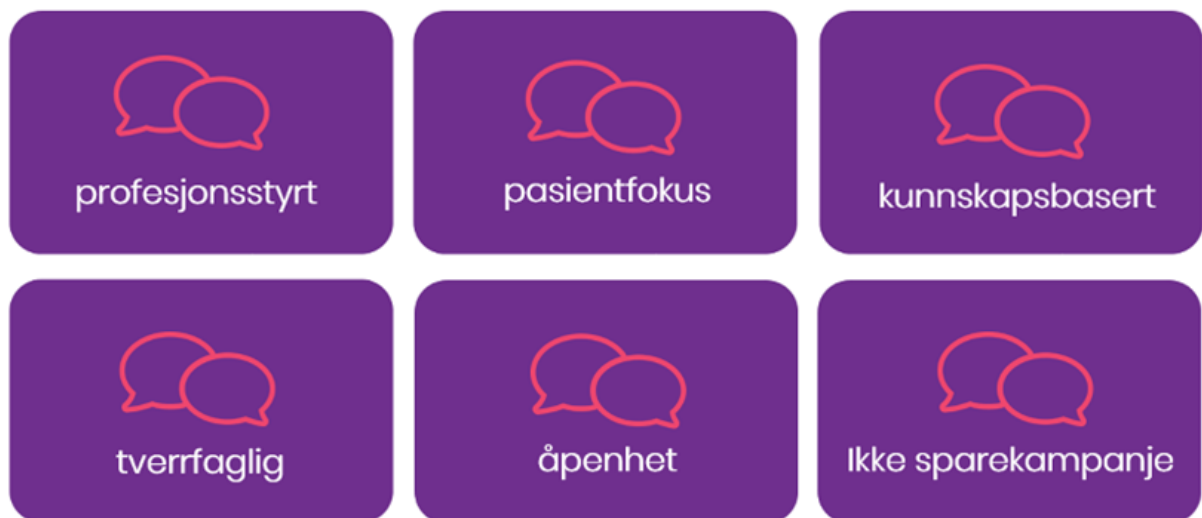 profesjonsstyrt
pasientfokus
kunnskapsbasert
tverrfaglig
åpenhet
Ikke sparekampanje